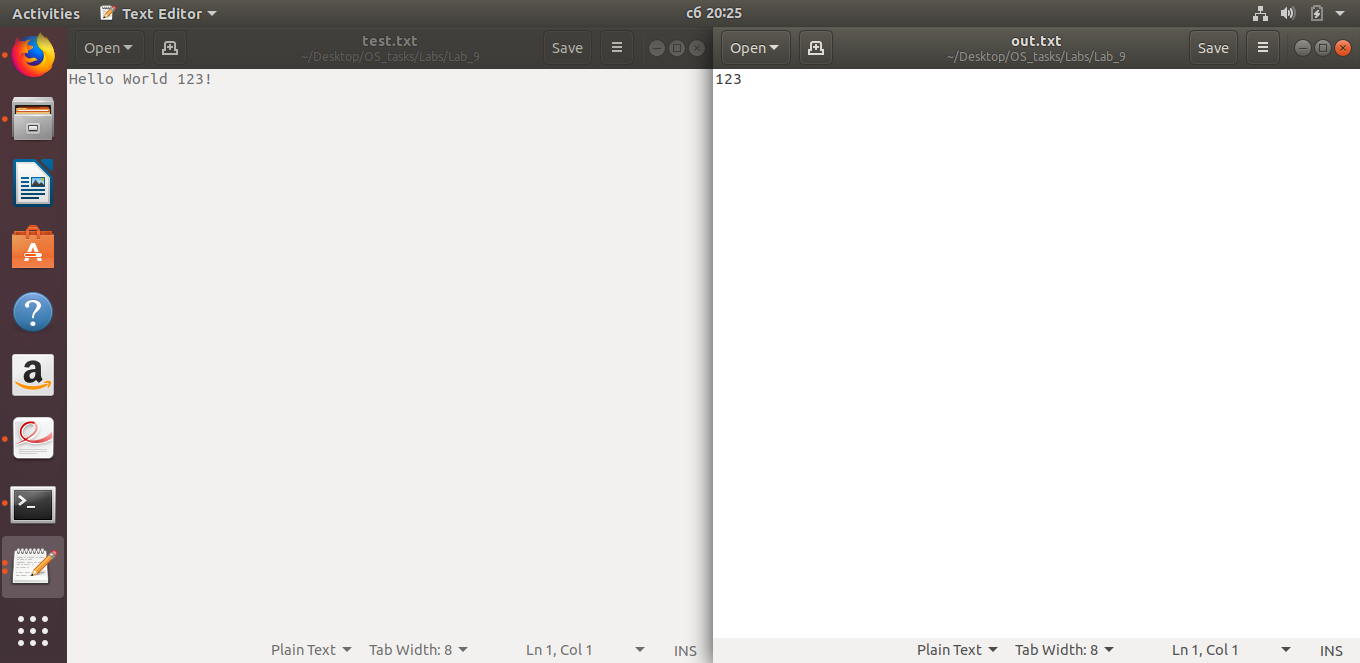 Activities Text Editor сб 20:25
Open test.txt Save
~/Desktop/OS_tasks/Labs/Lab_9
Hello World 123!
Plain Text Tab Width: 8 Ln 1, Col 1 INS
Open out.txt Save
~/Desktop/OS_tasks/Labs/Lab_9
123
Plain Text Tab Width: 8 Ln 1, Col 1 INS